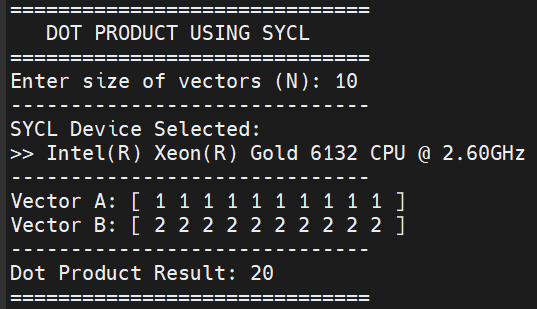 ==============================
   DOT PRODUCT USING SYCL
==============================
Enter size of vectors (N): 10
------------------------------
SYCL Device Selected:
>> Intel(R) Xeon(R) Gold 6132 CPU @ 2.60GHz
------------------------------
Vector A: [ 1 1 1 1 1 1 1 1 1 1 ]
Vector B: [ 2 2 2 2 2 2 2 2 2 2 ]
------------------------------
Dot Product Result: 20
==============================